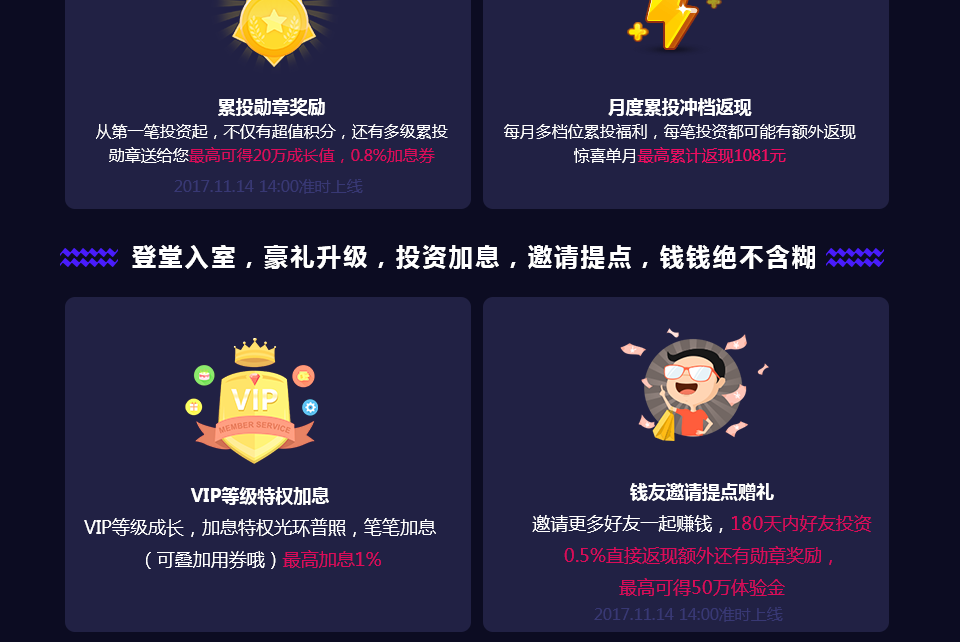 累投勋章奖励
从第一笔投资起，不仅有超值积分，还有多级累投
勋章送给您最高可得20万成长值，0.8%加息券
2017.11.14 14:00准时上线
月度累投冲档返现
每月多档位累投福利，每笔投资都可能有额外返现
惊喜单月最高累计返现1081元
登堂入室，豪礼升级，投资加息，邀请提点，钱钱绝不含糊
VIP
MEMBER SERVICE
VIP等级特权加息
VIP等级成长，加息特权光环普照，笔笔加息
（可叠加用券哦）最高加息1%
钱友邀请提点赠礼
邀请更多好友一起赚钱，180天内好友投资
0.5%直接返现额外还有勋章奖励，
最高可得50万体验金
2017.11.14 14:00准时上线